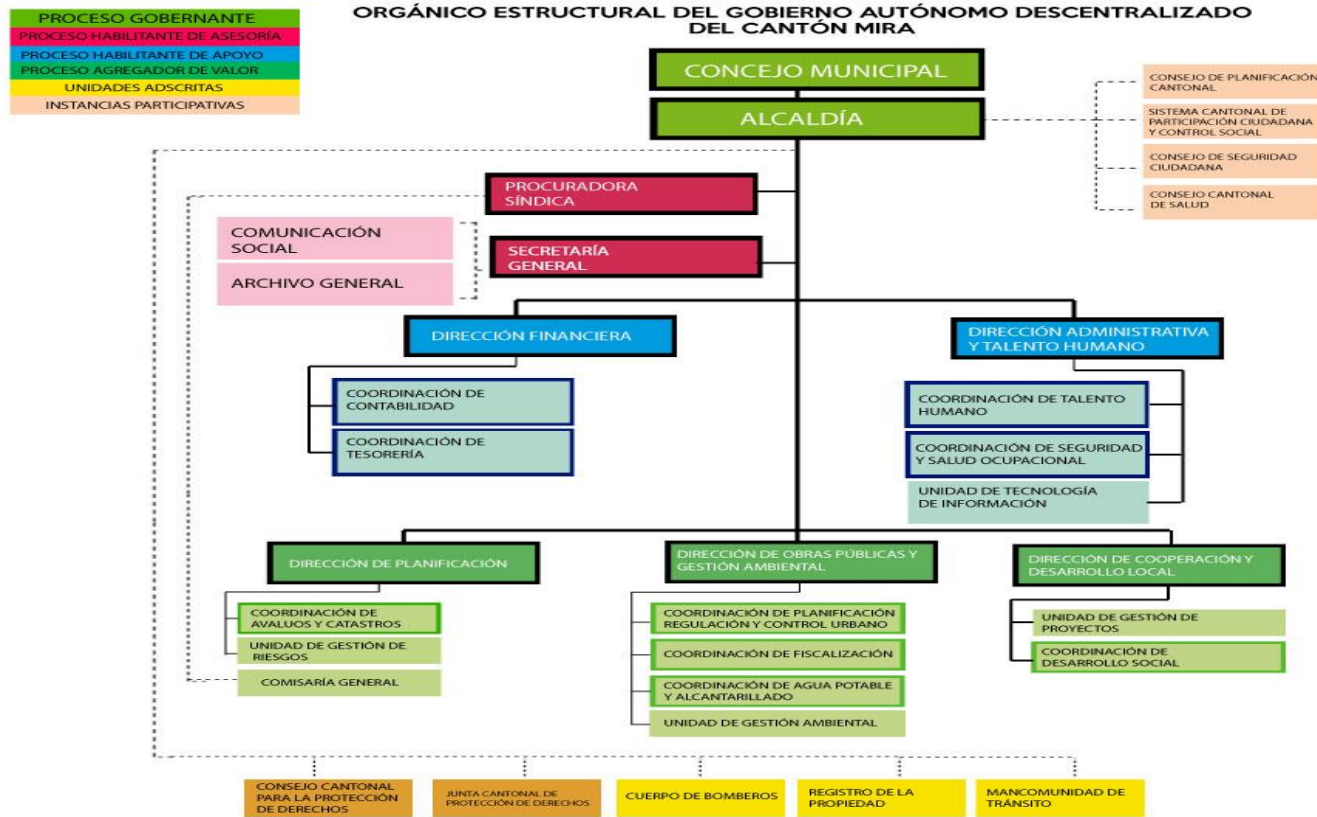 PROCESO GOBERNANTE
PROCESO HABILITANTE DE ASESORÍA
PROCESO HABILITANTE DE APOYO
PROCESO AGREGADOR DE VALOR
UNIDADES ADSCRITAS
INSTANCIAS PARTICIPATIVAS
ORGÁNICO ESTRUCTURAL DEL GOBIERNO AUTÓNOMO DESCENTRALIZADO
DEL CANTÓN MIRA
CONCEJO MUNICIPAL
ALCALDÍA
CONSEJO DE PLANIFICACIÓN
CANTONAL
SISTEMA CANTONAL DE
PARTICIPACIÓN CIUDADANA
Y CONTROL SOCIAL
CONSEJO DE SEGURIDAD
CIUDADANA
CONSEJO CANTONAL
DE SALUD
PROCURADORA
SÍNDICA
COMUNICACIÓN
SOCIAL
ARCHIVO GENERAL
SECRETARÍA
GENERAL
DIRECCIÓN FINANCIERA
DIRECCIÓN ADMINISTRATIVA
Y TALENTO HUMANO
COORDINACIÓN DE
CONTABILIDAD
COORDINACIÓN DE
TESORERÍA
COORDINACIÓN DE TALENTO
HUMANO
COORDINACIÓN DE SEGURIDAD
Y SALUD OCUPACIONAL
UNIDAD DE TECNOLOGÍA
DE INFORMACIÓN
DIRECCIÓN DE PLANIFICACIÓN
DIRECCIÓN DE OBRAS PÚBLICAS Y
GESTIÓN AMBIENTAL
DIRECCIÓN DE COOPERACIÓN Y
DESARROLLO LOCAL
COORDINACIÓN DE
AVALUOS Y CATASTROS
UNIDAD DE GESTIÓN DE
RIESGOS
COMISARÍA GENERAL
COORDINACIÓN DE PLANIFICACIÓN
REGULACIÓN Y CONTROL URBANO
COORDINACIÓN DE FISCALIZACIÓN
COORDINACIÓN DE AGUA POTABLE
Y ALCANTARILLADO
UNIDAD DE GESTIÓN AMBIENTAL
UNIDAD DE GESTIÓN DE
PROYECTOS
COORDINACIÓN DE
DESARROLLO SOCIAL
CONSEJO CANTONAL
PARA LA PROTECCIÓN
DE DERECHOS
JUNTA CANTONAL DE
PROTECCIÓN DE DERECHOS
CUERPO DE BOMBEROS
REGISTRO DE LA
PROPIEDAD
MANCOMUNIDAD DE
TRÁNSITO